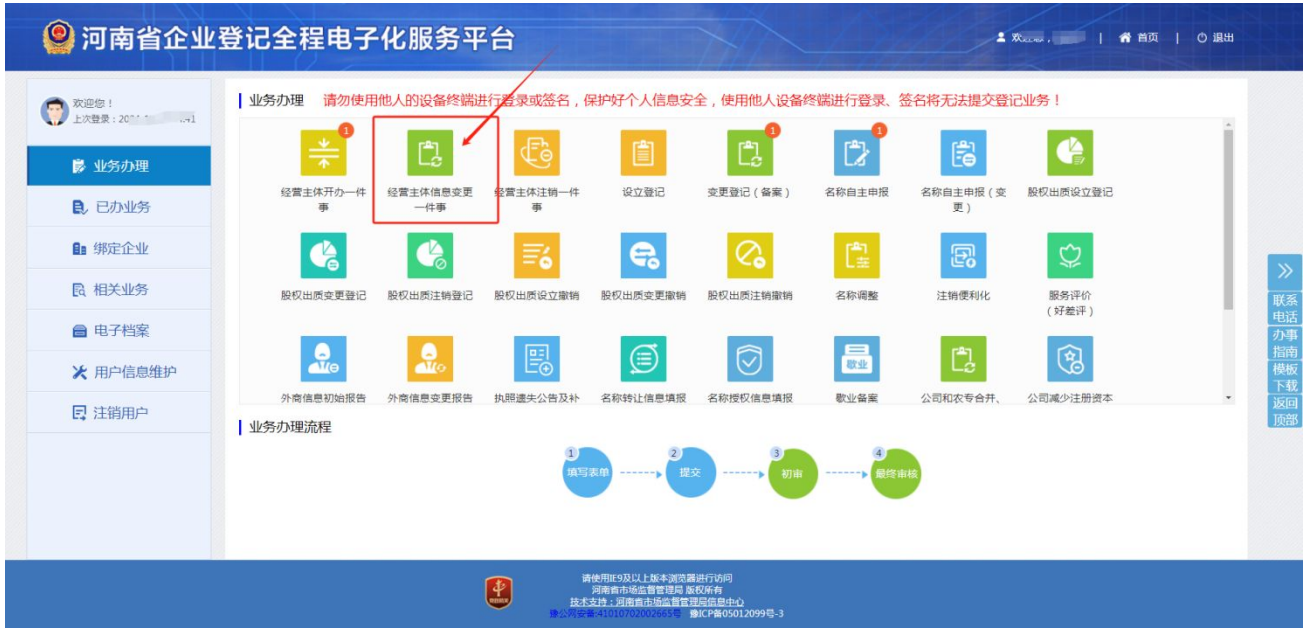 河南省企业登记全程电子化服务平台
| 首页 | 退出
欢迎您！
上次登录：
业务办理
已办业务
绑定企业
相关业务
电子档案
用户信息维护
注销用户
业务办理 请勿使用他人的设备终端进行登录或签名，保护好个人信息安全，使用他人设备终端进行登录、签名将无法提交登记业务！
1 1 1
经营主体开办一件事
经营主体信息变更一件事
经营主体注销一件事
设立登记
变更登记（备案）
名称自主申报
名称自主申报（变更）
股权出质设立登记
股权出质变更登记
股权出质注销登记
股权出质设立撤销
股权出质变更撤销
股权出质注销撤销
名称调整
注销便利化
服务评价
（好差评）
歇业
外商信息初始报告
外商信息变更报告
执照遗失公告及补
名称转让信息填报
名称授权信息填报
歇业备案
公司和农专合并、
公司减少注册资本
业务办理流程
1 填写表单
2 提交
3 初审
4 最终审核
联系
电话
办事
指南
模板
下载
返回
顶部
请使用IE9及以上版本浏览器进行访问
河南省市场监督管理局 版权所有
技术支持：河南省市场监督管理局信息中心
豫公网安备:41010702002665号 豫ICP备05012099号-3